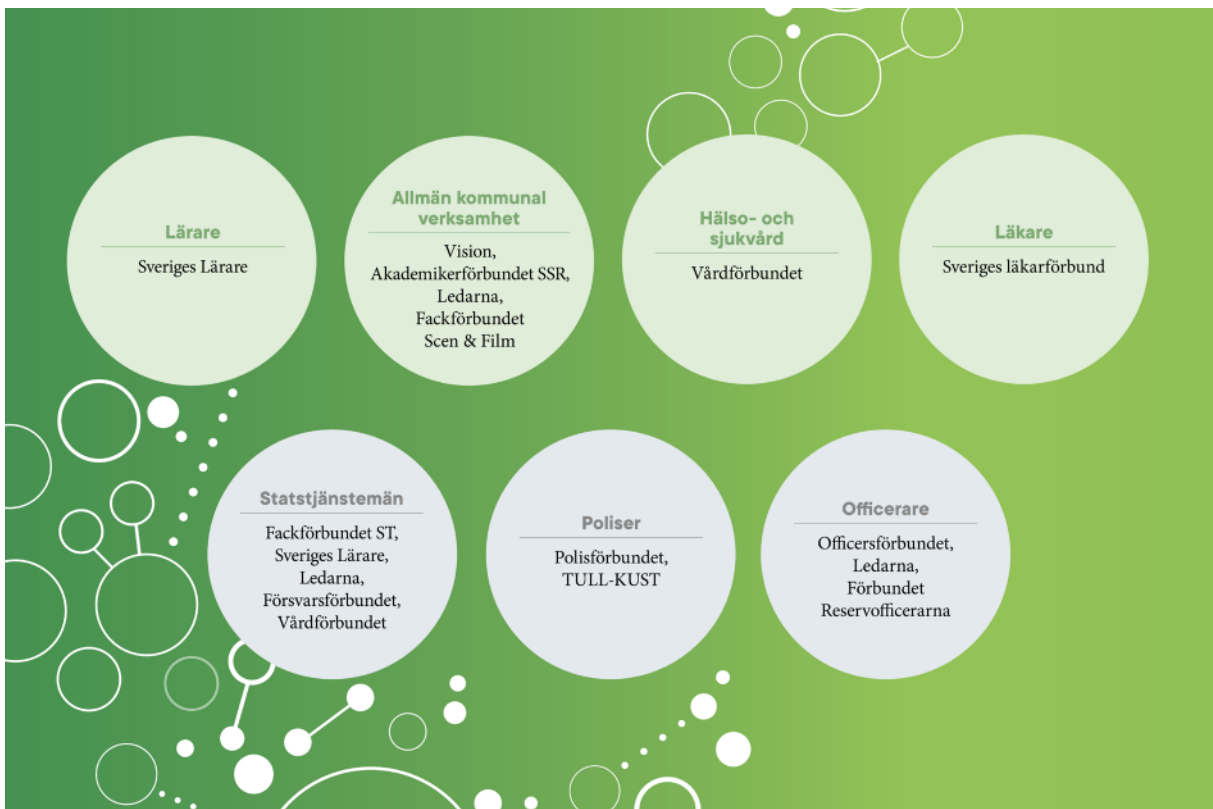 Lärare
Sveriges Lärare
Allmän kommunal
verksamhet
Vision,
Akademikerförbundet SSR,
Ledarna,
Fackförbundet
Scen & Film
Hälso- och
sjukvård
Vårdförbundet
Läkare
Sveriges läkarförbund
Statstjänstemän
Fackförbundet ST,
Sveriges Lärare,
Ledarna,
Försvarsförbundet,
Vårdförbundet
Poliser
Polisförbundet,
TULL-KUST
Officerare
Officersförbundet,
Ledarna,
Förbundet
Reservofficerarna